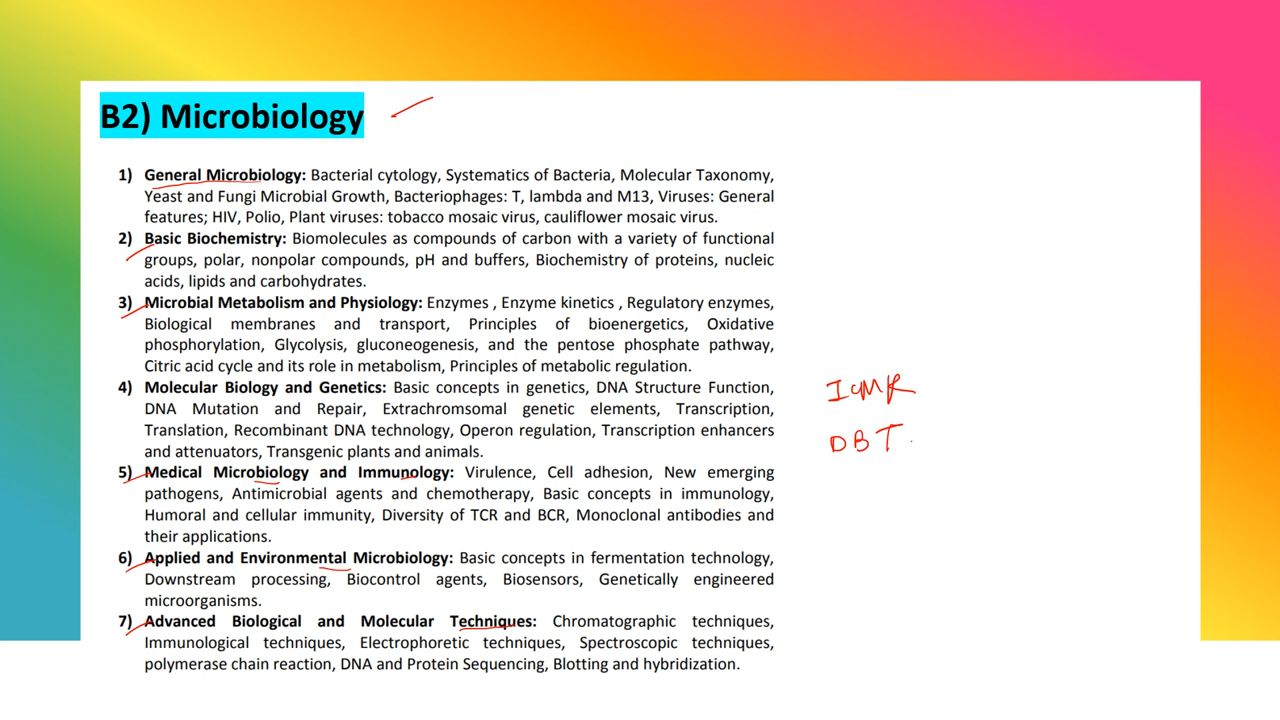 B2) Microbiology
1) General Microbiology: Bacterial cytology, Systematics of Bacteria, Molecular Taxonomy,
Yeast and Fungi Microbial Growth, Bacteriophages: T, lambda and M13, Viruses: General
features; HIV, Polio, Plant viruses: tobacco mosaic virus, cauliflower mosaic virus.
2) Basic Biochemistry: Biomolecules as compounds of carbon with a variety of functional
groups, polar, nonpolar compounds, pH and buffers, Biochemistry of proteins, nucleic
acids, lipids and carbohydrates.
3) Microbial Metabolism and Physiology: Enzymes , Enzyme kinetics , Regulatory enzymes,
Biological membranes and transport, Principles of bioenergetics, Oxidative
phosphorylation, Glycolysis, gluconeogenesis, and the pentose phosphate pathway,
Citric acid cycle and its role in metabolism, Principles of metabolic regulation.
4) Molecular Biology and Genetics: Basic concepts in genetics, DNA Structure Function,
DNA Mutation and Repair, Extrachromsomal genetic elements, Transcription,
Translation, Recombinant DNA technology, Operon regulation, Transcription enhancers
and attenuators, Transgenic plants and animals.
5) Medical Microbiology and Immunology: Virulence, Cell adhesion, New emerging
pathogens, Antimicrobial agents and chemotherapy, Basic concepts in immunology,
Humoral and cellular immunity, Diversity of TCR and BCR, Monoclonal antibodies and
their applications.
6) Applied and Environmental Microbiology: Basic concepts in fermentation technology,
Downstream processing, Biocontrol agents, Biosensors, Genetically engineered
microorganisms.
7) Advanced Biological and Molecular Techniques: Chromatographic techniques,
Immunological techniques, Electrophoretic techniques, Spectroscopic techniques,
polymerase chain reaction, DNA and Protein Sequencing, Blotting and hybridization.
ICMR
DBT